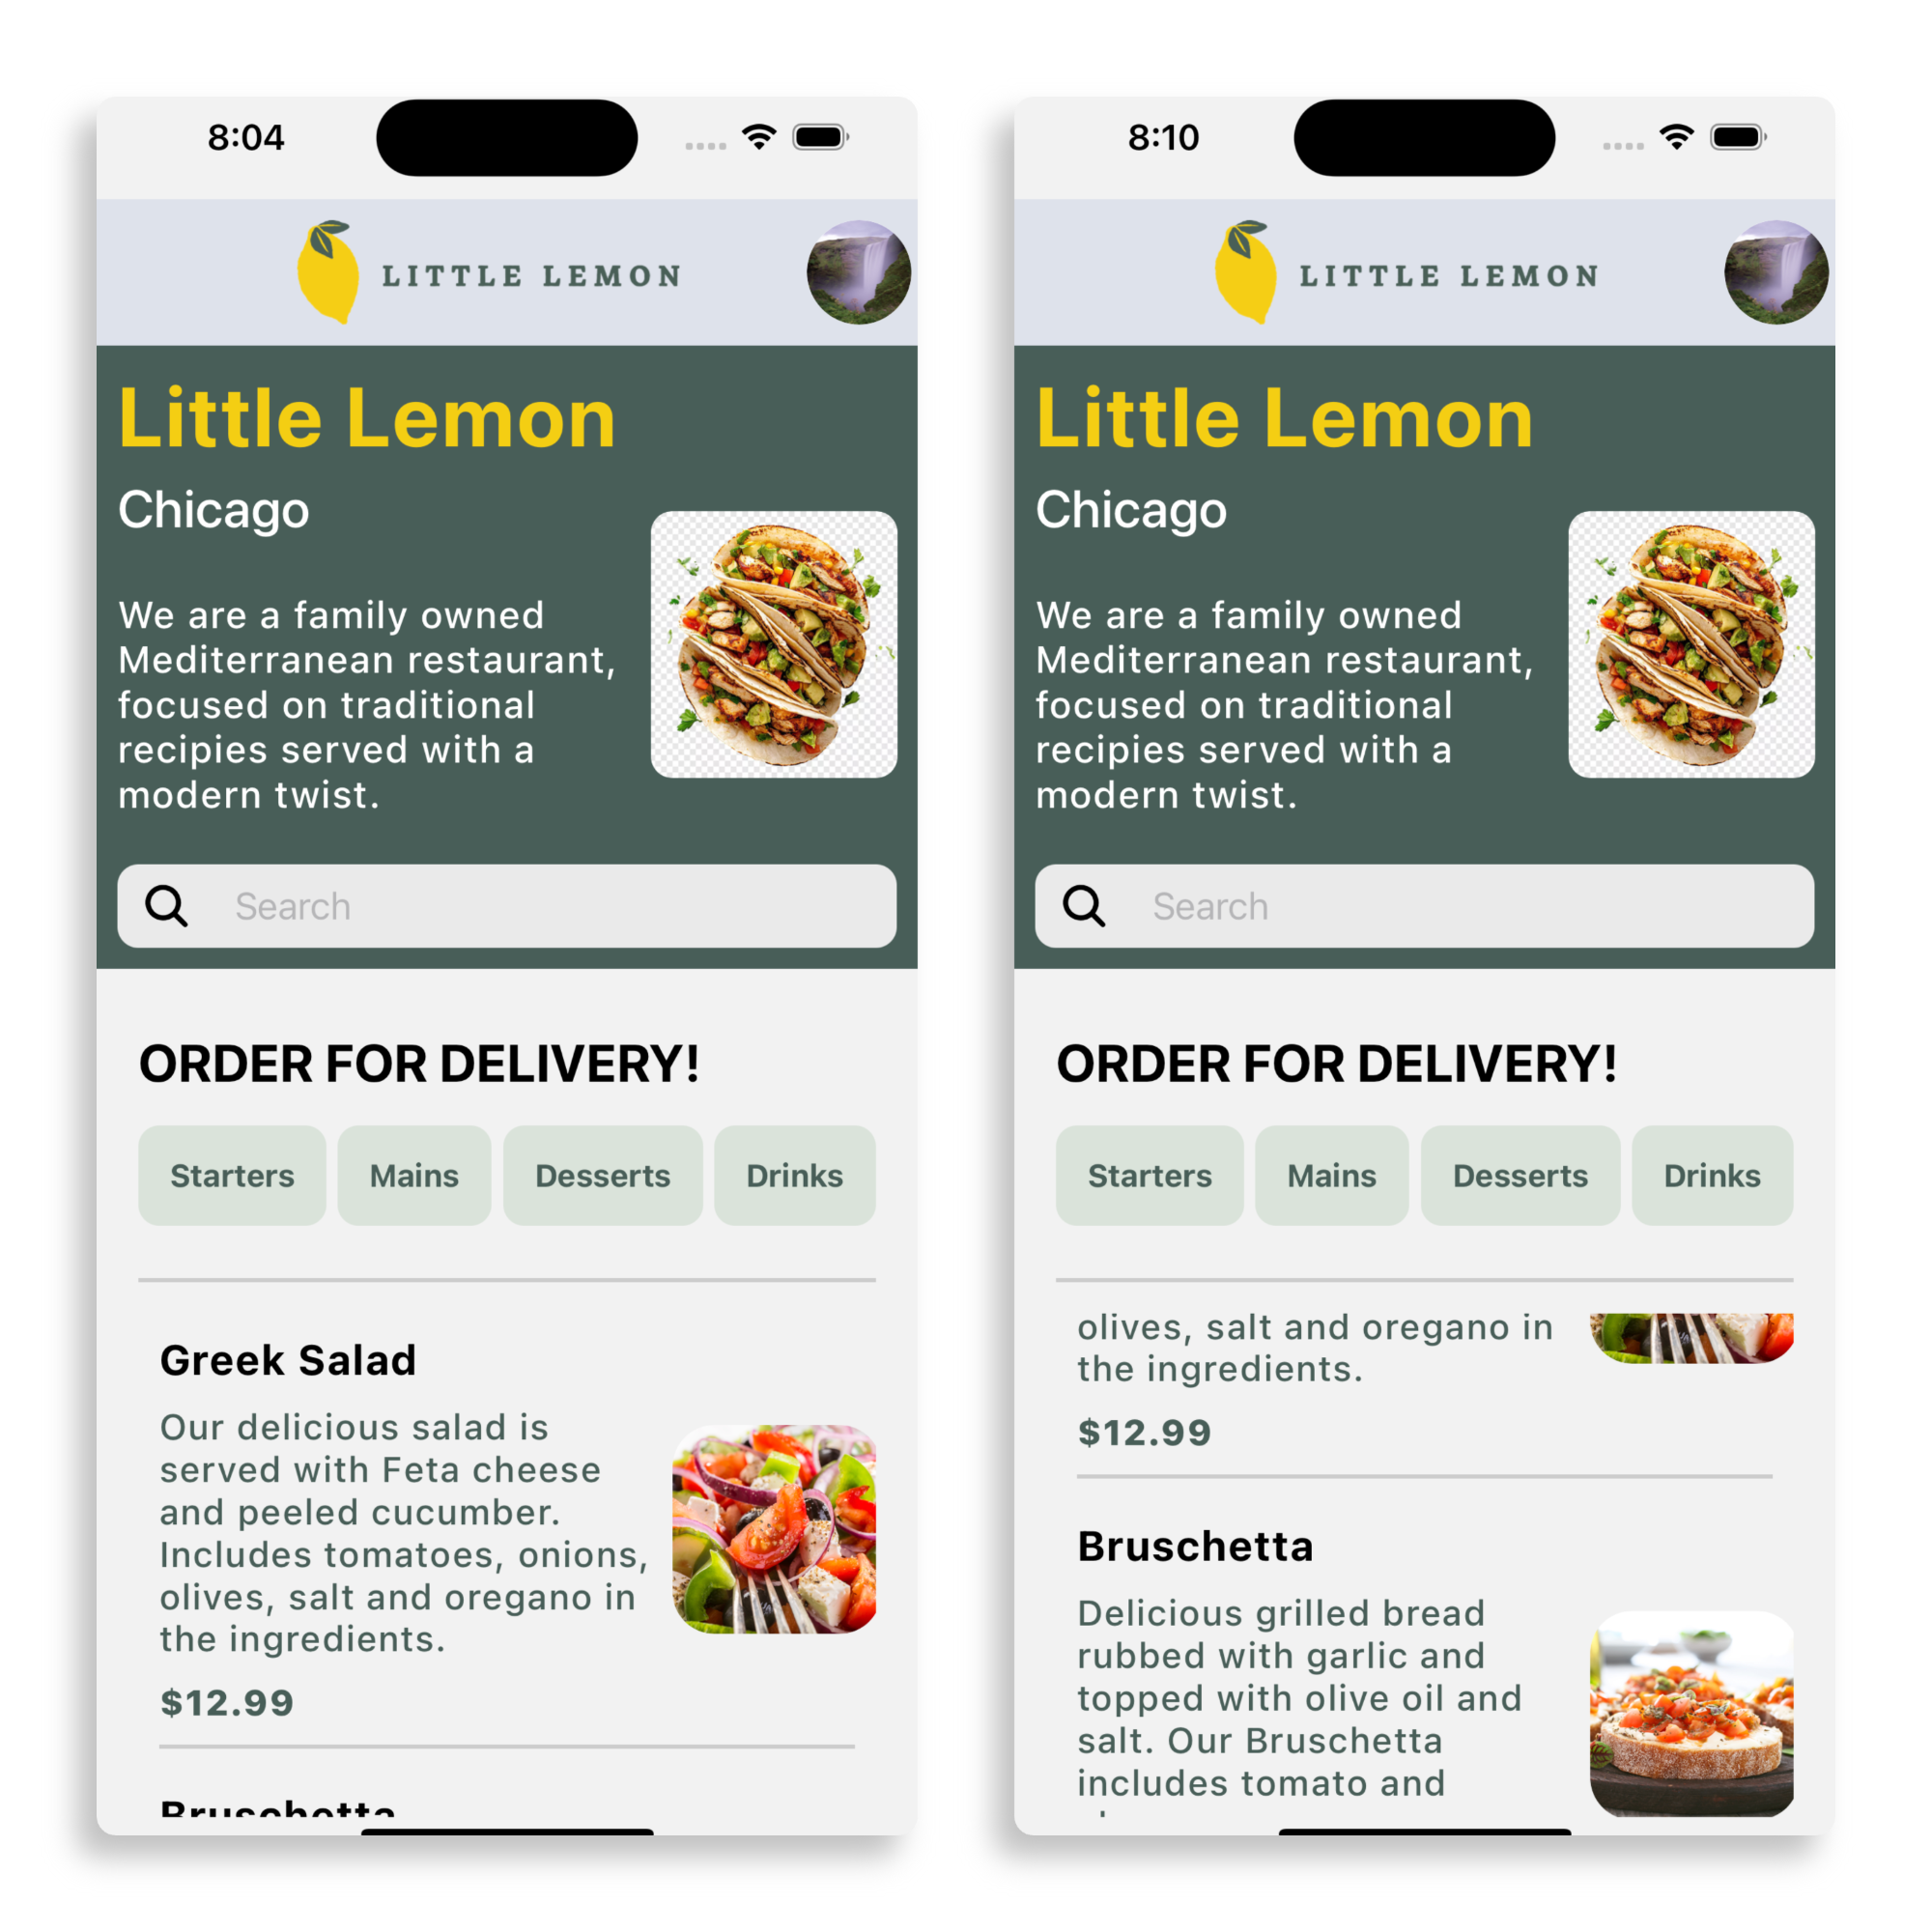 8:04
LITTLE LEMON
Little Lemon
Chicago
We are a family owned
Mediterranean restaurant,
focused on traditional
recipies served with a
modern twist.
Search
ORDER FOR DELIVERY!
Starters Mains Desserts Drinks
Greek Salad
Our delicious salad is
served with Feta cheese
and peeled cucumber.
Includes tomatoes, onions,
olives, salt and oregano in
the ingredients.
$12.99
Bruschetta
8:10
LITTLE LEMON
Little Lemon
Chicago
We are a family owned
Mediterranean restaurant,
focused on traditional
recipies served with a
modern twist.
Search
ORDER FOR DELIVERY!
Starters Mains Desserts Drinks
olives, salt and oregano in
the ingredients.
$12.99
Bruschetta
Delicious grilled bread
rubbed with garlic and
topped with olive oil and
salt. Our Bruschetta
includes tomato and